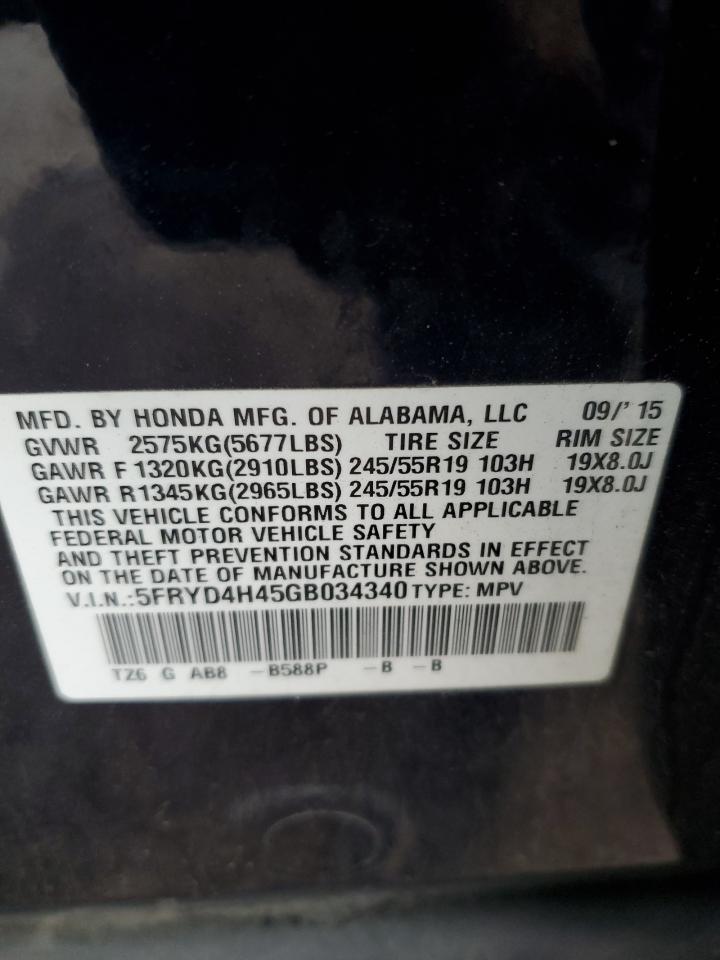 MFD. BY HONDA MFG. OF ALABAMA, LLC 09/' 15
GVWR 2575KG(5677LBS) TIRE SIZE RIM SIZE
GAWR F 1320KG(2910LBS) 245/55R19 103H 19X8.0J
GAWR R1345KG(2965LBS) 245/55R19 103H 19X8.0J
THIS VEHICLE CONFORMS TO ALL APPLICABLE
FEDERAL MOTOR VEHICLE SAFETY
AND THEFT PREVENTION STANDARDS IN EFFECT
ON THE DATE OF MANUFACTURE SHOWN ABOVE.
V.I.N.:5FRYD4H45GB034340 TYPE: MPV
TZ6 G AB8 -B588P -B -B